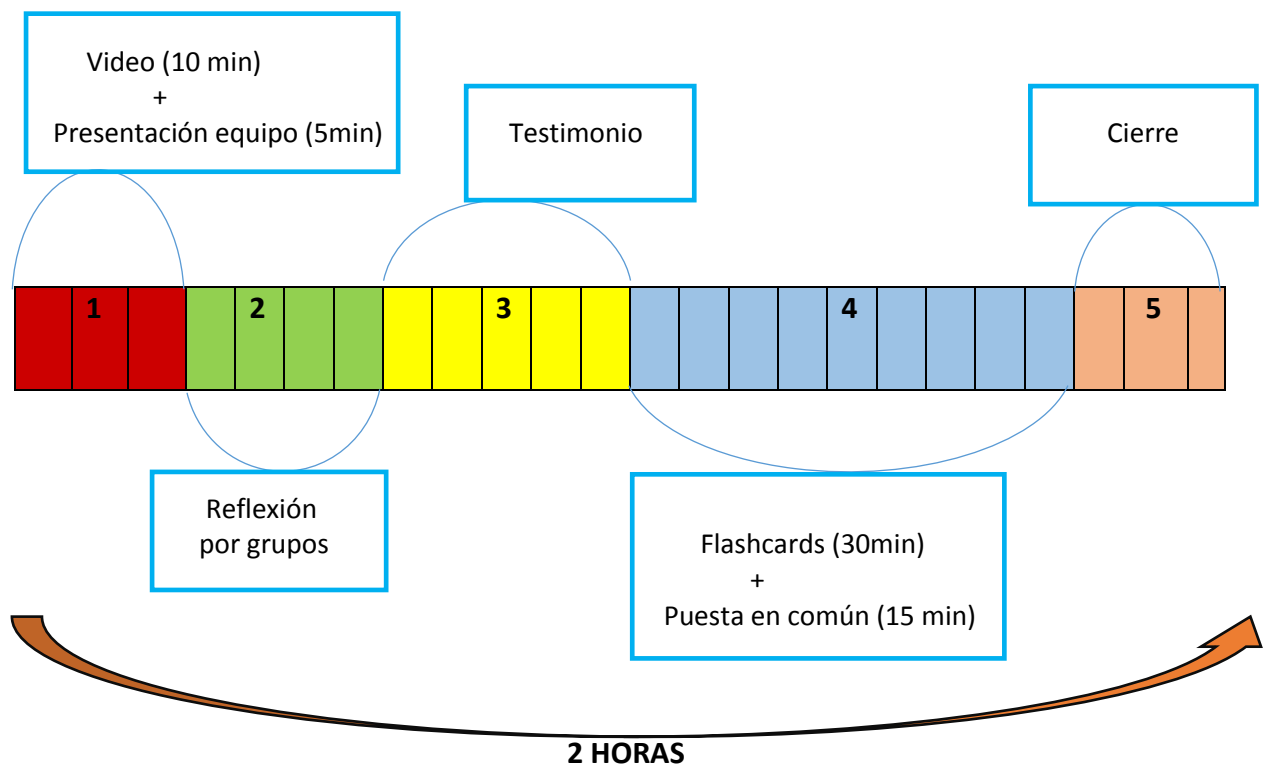 Video (10 min)
+
Presentación equipo (5min)
Testimonio
Cierre
1
2
3
4
5
Reflexión
por grupos
Flashcards (30min)
+
Puesta en común (15 min)
2 HORAS